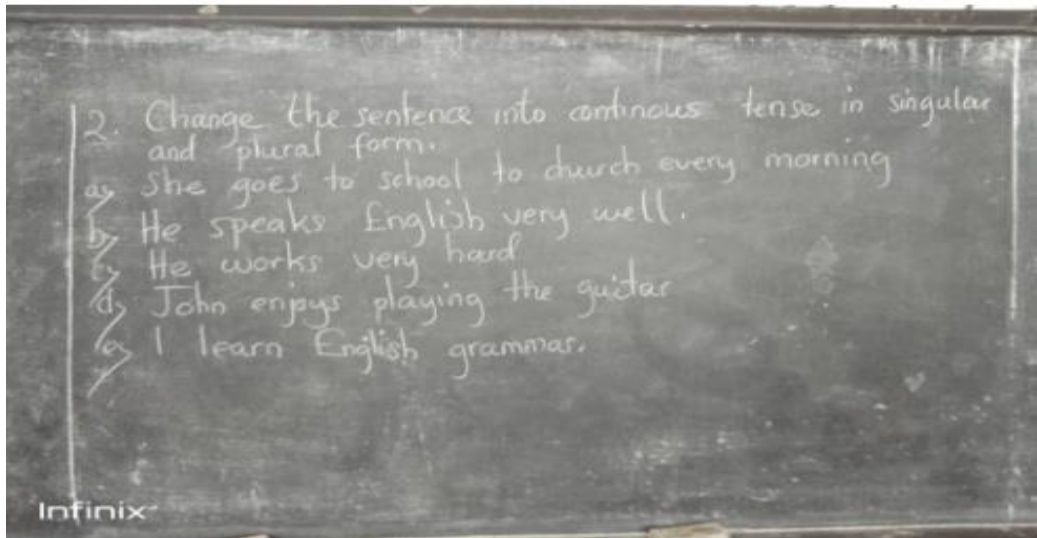 2. Change the sentence into continous tense in singular
and plural form.
a, She goes to school to church every morning
b, He speaks English very well.
c, He works very hard
d, John enjoys playing the guitar
e, I learn English grammar.
Infinix